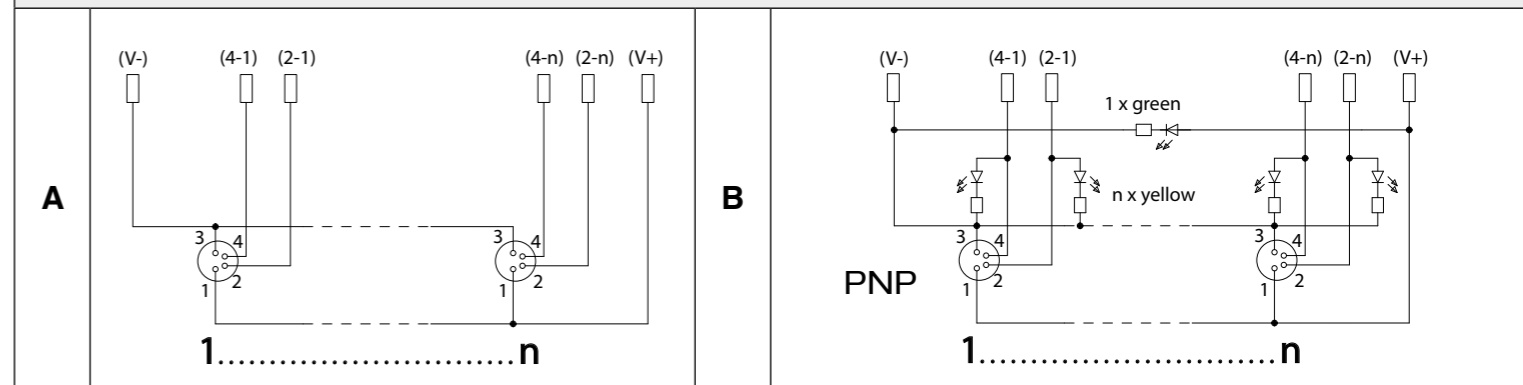 A
(V-) (4-1) (2-1) (4-n) (2-n) (V+)
3 4 3 4
1 2 1 2
1............................n
B
(V-) (4-1) (2-1) (4-n) (2-n) (V+)
1 x green
n x yellow
3 4 3 4
PNP
1 2 1 2
1............................n